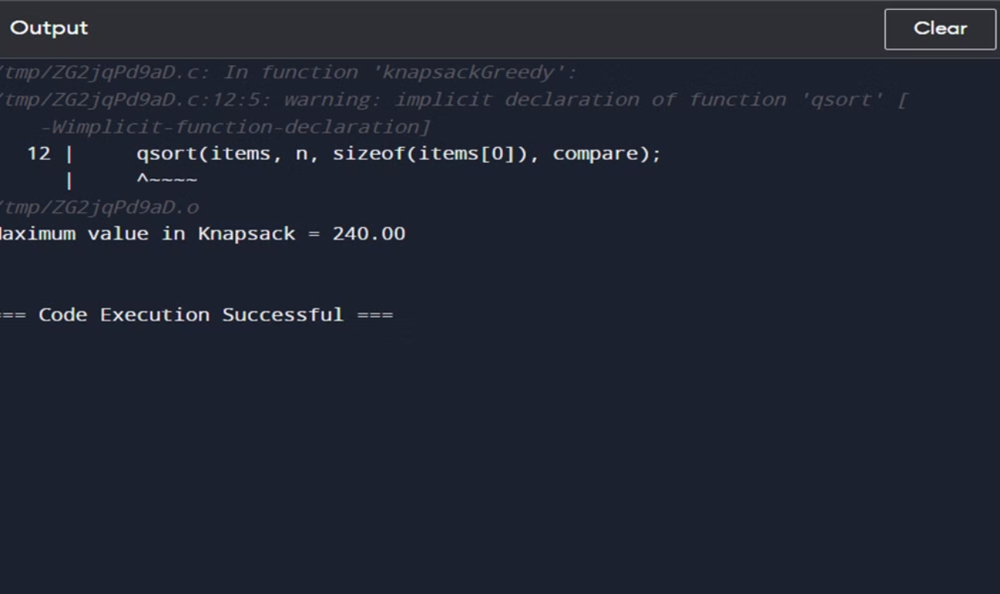 Output
Clear
/tmp/ZG2jqPd9aD.c: In function 'knapsackGreedy':
/tmp/ZG2jqPd9aD.c:12:5: warning: implicit declaration of function 'qsort' [
-Wimplicit-function-declaration]
12 | qsort(items, n, sizeof(items[0]), compare);
| ^~~~~
/tmp/ZG2jqPd9aD.o
Maximum value in Knapsack = 240.00
=== Code Execution Successful ===